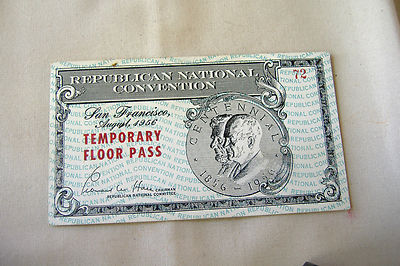 REPUBLICAN NATIONAL
CONVENTION
72
San Francisco,
August, 1956
TEMPORARY
FLOOR PASS
CENTENNIAL
1856 – 1956
CHAIRMAN
REPUBLICAN NATIONAL COMMITTEE